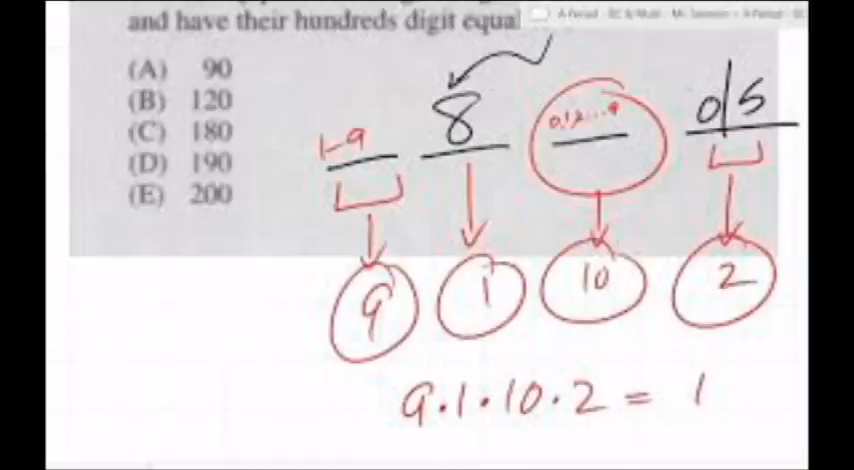 and have their hundreds digit equal
(A) 90
(B) 120
(C) 180
(D) 190
(E) 200
1-9 8 0,1,2...9 0/5
9 1 10 2
9.1.10.2 = 1